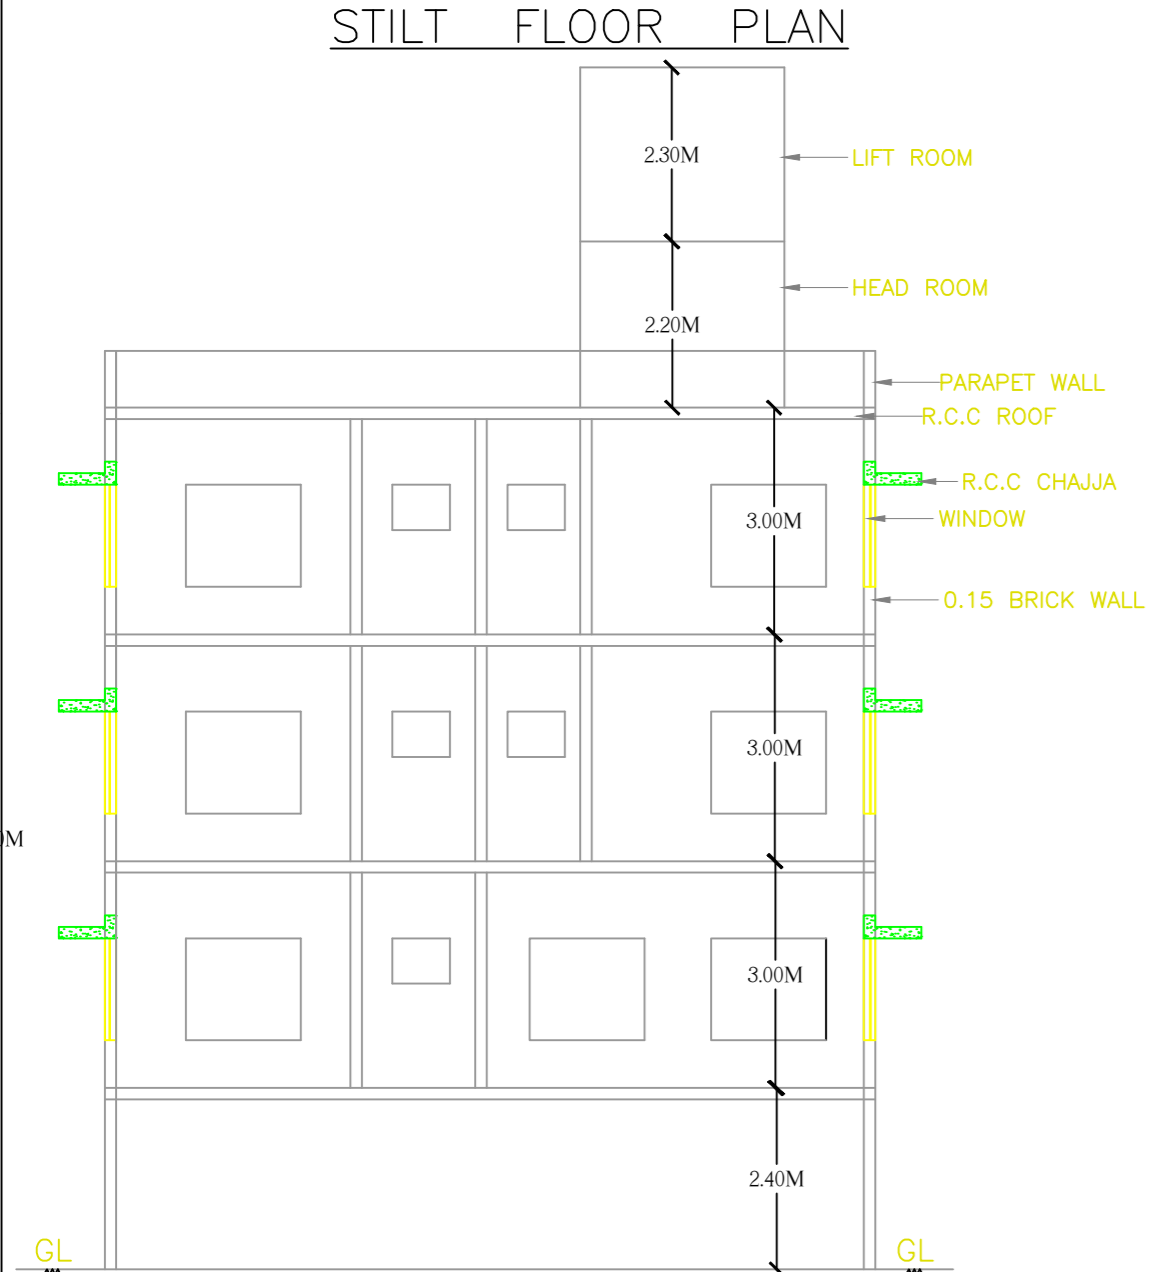 STILT FLOOR PLAN
2.30M
LIFT ROOM
HEAD ROOM
2.20M
PARAPET WALL
R.C.C ROOF
R.C.C CHAJJA
WINDOW
3.00M
0.15 BRICK WALL
3.00M
3.00M
2.40M
GL
GL